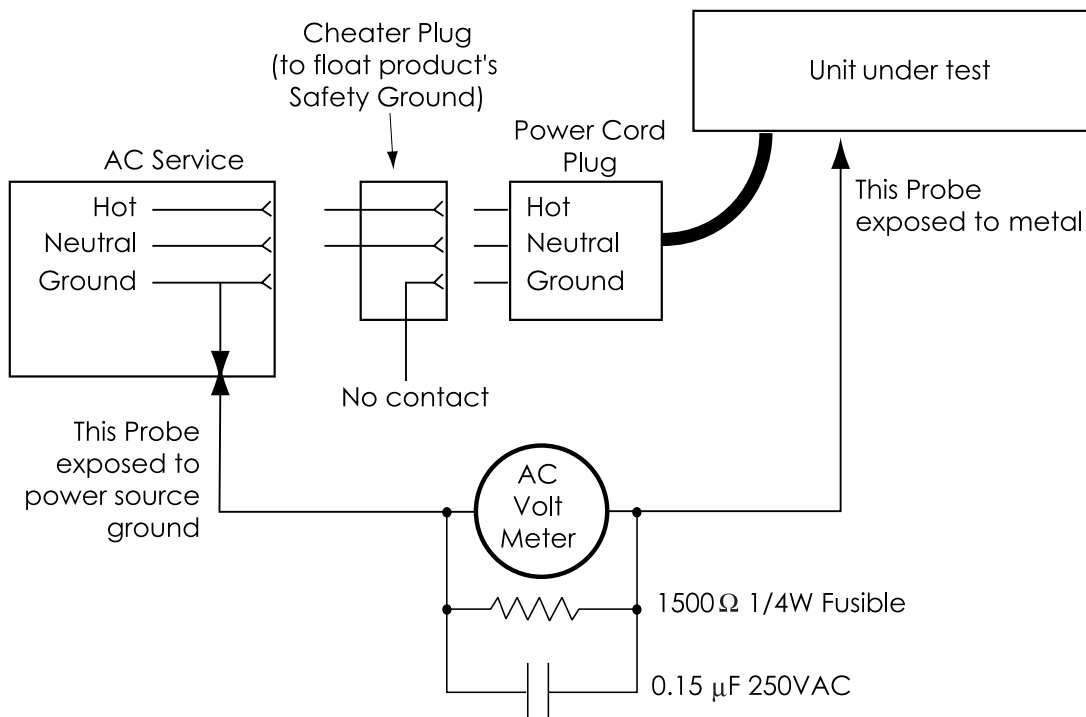 Cheater Plug
(to float product's
Safety Ground)
Unit under test
AC Service
Power Cord
Plug
Hot
Neutral
Ground
Hot
Neutral
Ground
This Probe
exposed to metal
No contact
This Probe
exposed to
power source
ground
AC
Volt
Meter
1500Ω 1/4W Fusible
0.15 µF 250VAC